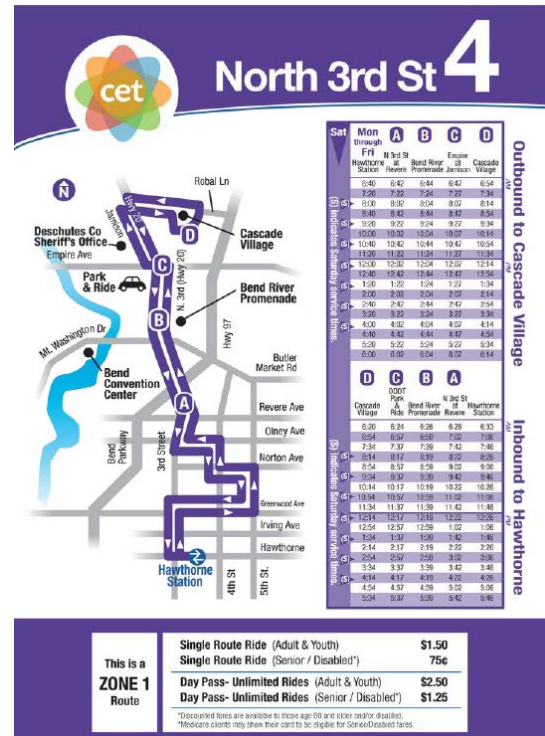 cet
North 3rd St 4
N
Robal Ln
Hwy 20
Jamison
Cascade
Village
D
Deschutes Co
Sheriff's Office
Empire Ave
C
Park
& Ride
N. 3rd (Hwy 20)
Bend River
Promenade
B
Mt. Washington Dr
Hwy 97
Bend
Convention
Center
Butler
Market Rd
A
Revere Ave
Bend
Parkway
3rd Street
Olney Ave
Norton Ave
Greenwood Ave
Irving Ave
Hawthorne
Hawthorne
Station
4th St
5th St.
Outbound to Cascade Village
Sat Mon through Fri A B C D
Hawthorne Station N 3rd St at Revere Bend River Promenade Empire at Jamison Cascade Village
(S) indicates Saturday service times.
AM
6:40 6:42 6:44 6:47 6:54
7:20 7:22 7:24 7:27 7:34
(S) 8:00 8:02 8:04 8:07 8:14
8:40 8:42 8:44 8:47 8:54
(S) 9:20 9:22 9:24 9:27 9:34
10:00 10:02 10:04 10:07 10:14
(S) 10:40 10:42 10:44 10:47 10:54
11:20 11:22 11:24 11:27 11:34
PM
(S) 12:00 12:02 12:04 12:07 12:14
12:40 12:42 12:44 12:47 12:54
(S) 1:20 1:22 1:24 1:27 1:34
2:00 2:02 2:04 2:07 2:14
(S) 2:40 2:42 2:44 2:47 2:54
3:20 3:22 3:24 3:27 3:34
(S) 4:00 4:02 4:04 4:07 4:14
4:40 4:42 4:44 4:47 4:54
5:20 5:22 5:24 5:27 5:34
6:00 6:02 6:04 6:07 6:14
Inbound to Hawthorne
D C B A
Cascade Village ODOT Park & Ride Bend River Promenade N 3rd St at Revere Hawthorne Station
(S) indicates Saturday service times.
AM
6:20 6:24 6:26 6:29 6:33
6:54 6:57 6:59 7:02 7:06
7:34 7:37 7:39 7:42 7:46
(S) 8:14 8:17 8:19 8:22 8:26
8:54 8:57 8:59 9:02 9:06
(S) 9:34 9:37 9:39 9:42 9:46
10:14 10:17 10:19 10:22 10:26
(S) 10:54 10:57 10:59 11:02 11:06
11:34 11:37 11:39 11:42 11:46
PM
(S) 12:14 12:17 12:19 12:22 12:26
12:54 12:57 12:59 1:02 1:06
(S) 1:34 1:37 1:39 1:42 1:46
2:14 2:17 2:19 2:22 2:26
(S) 2:54 2:57 2:59 3:02 3:06
3:34 3:37 3:39 3:42 3:46
(S) 4:14 4:17 4:19 4:22 4:26
4:54 4:57 4:59 5:02 5:06
(S) 5:34 5:37 5:39 5:42 5:46
This is a
ZONE 1
Route
Single Route Ride (Adult & Youth) $1.50
Single Route Ride (Senior / Disabled*) 75¢
Day Pass- Unlimited Rides (Adult & Youth) $2.50
Day Pass- Unlimited Rides (Senior / Disabled*) $1.25
*Discounted fares are available to those age 60 and older and/or disabled.
*Medicare clients may show their card to be eligible for Senior/Disabled fares.